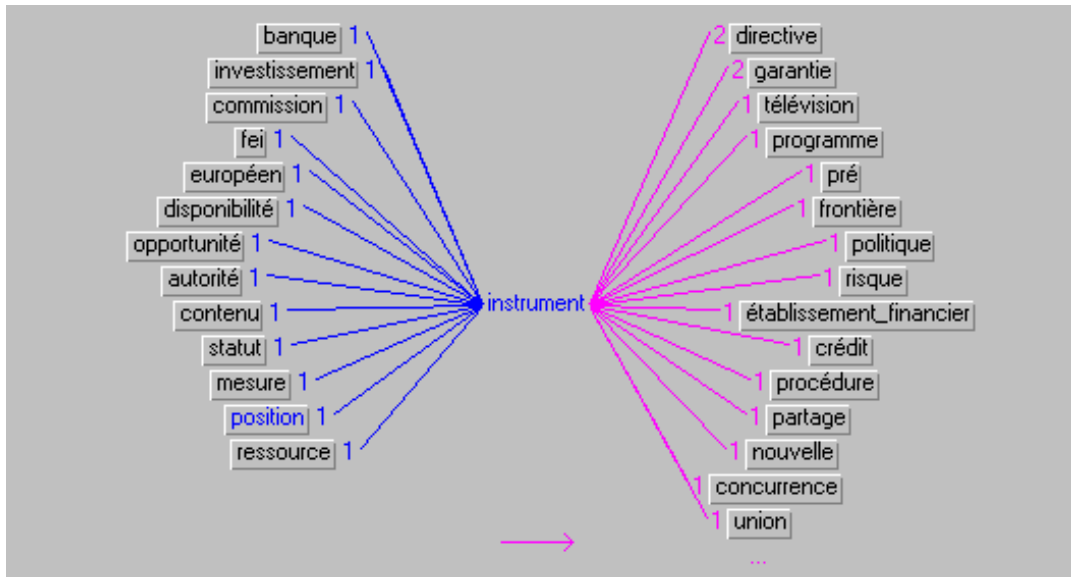 banque 1
investissement 1
commission 1
fei 1
européen 1
disponibilité 1
opportunité 1
autorité 1
contenu 1
statut 1
mesure 1
position 1
ressource 1
instrument
2 directive
2 garantie
1 télévision
1 programme
1 pré
1 frontière
1 politique
1 risque
1 établissement_financier
1 crédit
1 procédure
1 partage
1 nouvelle
1 concurrence
1 union
...